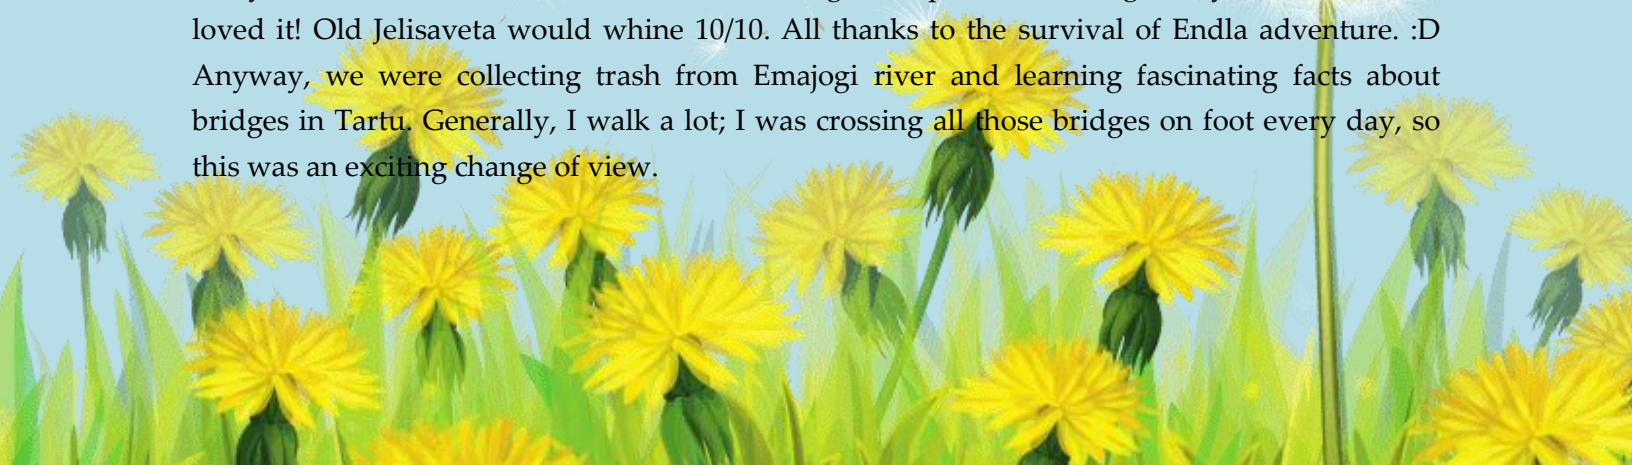 loved it! Old Jelisaveta would whine 10/10. All thanks to the survival of Endla adventure. :D
Anyway, we were collecting trash from Emajogi river and learning fascinating facts about
bridges in Tartu. Generally, I walk a lot; I was crossing all those bridges on foot every day, so
this was an exciting change of view.